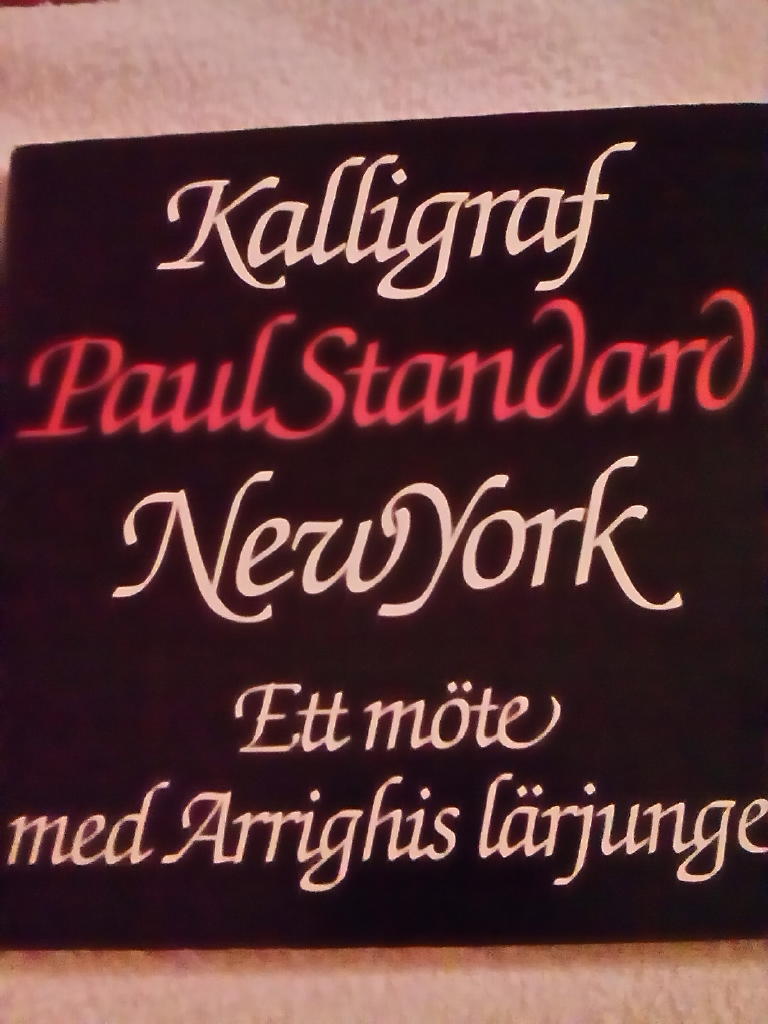 Kalligraf
Paul Standard
New York
Ett möte
med Arrighis lärjunge